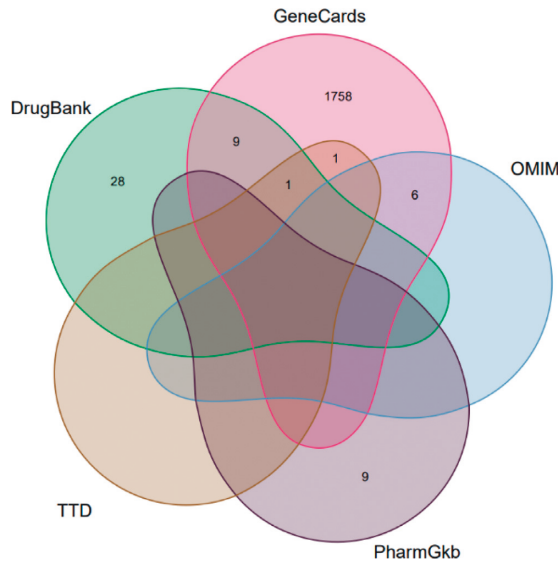 GeneCards
1758
DrugBank
9
1
OMIM
28
1
6
9
TTD
PharmGkb